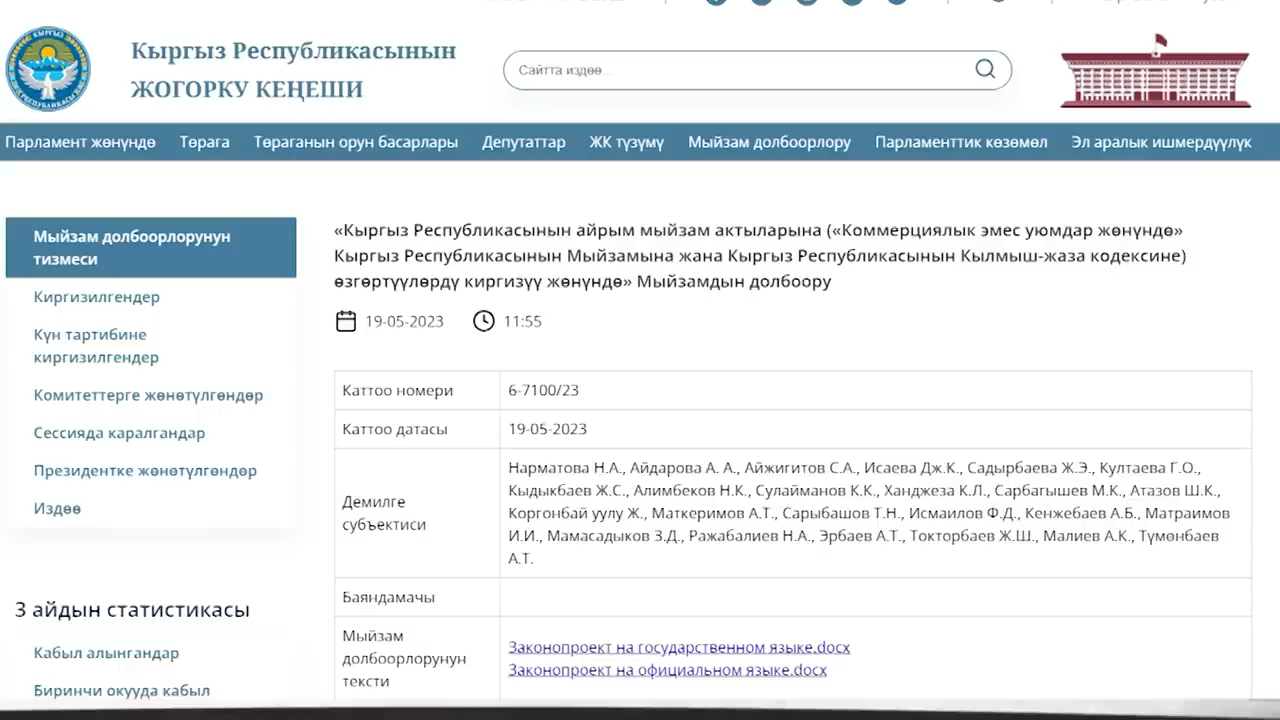 Кыргыз Республикасынын
ЖОГОРКУ КЕҢЕШИ
Сайтта издөө...
Парламент жөнүндө Төрага Төраганын орун басарлары Депутаттар ЖК түзүмү Мыйзам долбоорлору Парламенттик көзөмөл Эл аралык ишмердүүлүк
Мыйзам долбоорлорунун
тизмеси
Киргизилгендер
Күн тартибине
киргизилгендер
Комитеттерге жөнөтүлгөндөр
Сессияда каралгандар
Президентке жөнөтүлгөндөр
Издөө
3 айдын статистикасы
Кабыл алынгандар
Биринчи окууда кабыл
«Кыргыз Республикасынын айрым мыйзам актыларына («Коммерциялык эмес уюмдар жөнүндө»
Кыргыз Республикасынын Мыйзамына жана Кыргыз Республикасынын Кылмыш-жаза кодексине)
өзгөртүүлөрдү киргизүү жөнүндө» Мыйзамдын долбоору
19-05-2023 11:55
Каттоо номери 6-7100/23
Каттоо датасы 19-05-2023
Демилге
субъектиси
Нарматова Н.А., Айдарова А. А., Айжигитов С.А., Исаева Дж.К., Садырбаева Ж.Э., Култаева Г.О.,
Кыдыкбаев Ж.С., Алимбеков Н.К., Сулайманов К.К., Ханджеза К.Л., Сарбагышев М.К., Атазов Ш.К.,
Коргонбай уулу Ж., Маткеримов А.Т., Сарыбашов Т.Н., Исмаилов Ф.Д., Кенжебаев А.Б., Матраимов
И.И., Мамасадыков З.Д., Ражабалиев Н.А., Эрбаев А.Т., Токторбаев Ж.Ш., Малиев А.К., Түмөнбаев
А.Т.
Баяндамачы
Мыйзам
долбоорлорунун
тексти
Законопроект на государственном языке.docx
Законопроект на официальном языке.docx